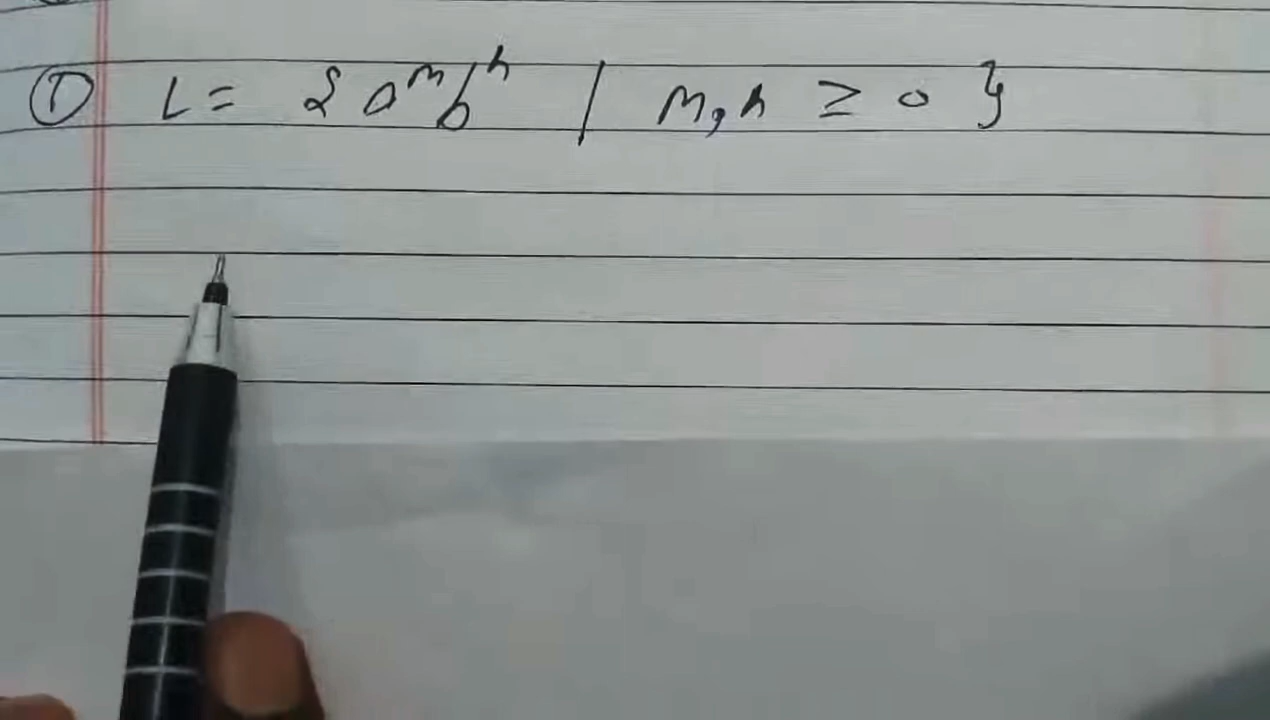 ① L = { a^m b^n / m, n ≥ 0 }